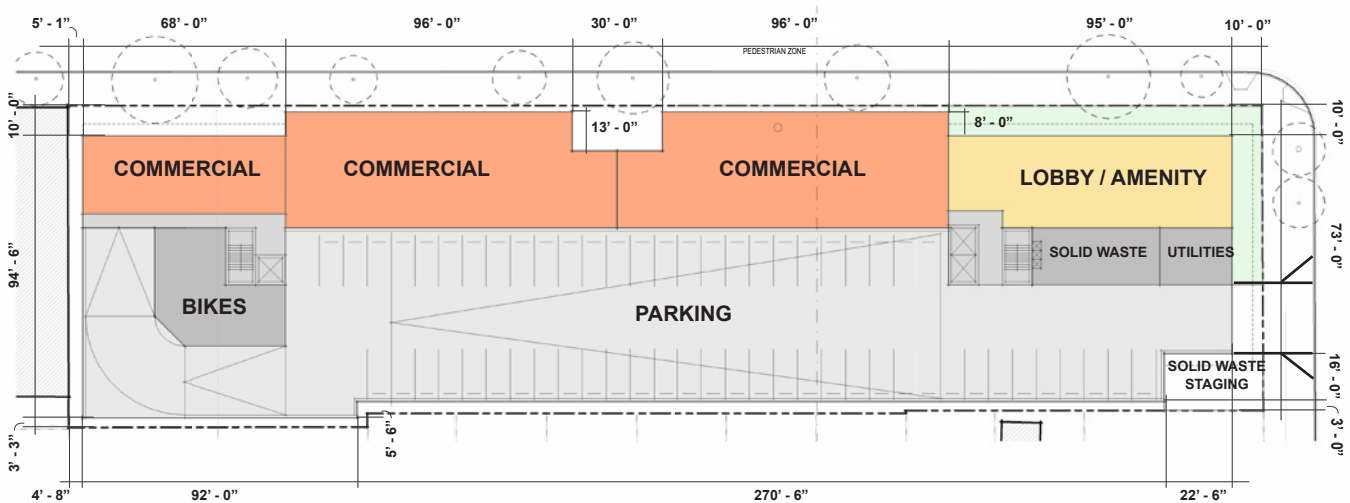 5' - 1"
68' - 0"
96' - 0"
30' - 0"
96' - 0"
95' - 0"
10' - 0"
PEDESTRIAN ZONE
10' - 0"
13' - 0"
8' - 0"
10' - 0"
COMMERCIAL
COMMERCIAL
COMMERCIAL
LOBBY / AMENITY
94' - 6"
73' - 0"
SOLID WASTE
UTILITIES
BIKES
PARKING
SOLID WASTE
STAGING
16' - 0"
3' - 3"
5' - 6"
3' - 0"
4' - 8"
92' - 0"
270' - 6"
22' - 6"